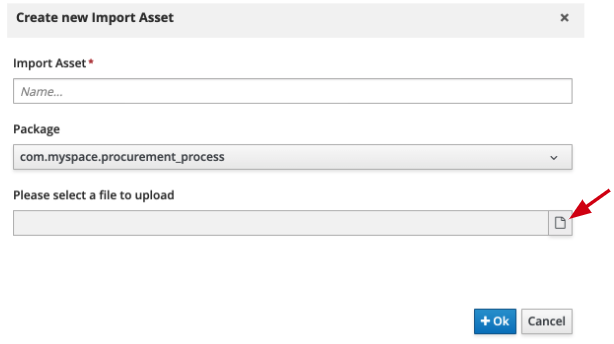 Create new Import Asset ×
Import Asset*
Name...
Package
com.myspace.procurement_process
Please select a file to upload
+ Ok Cancel